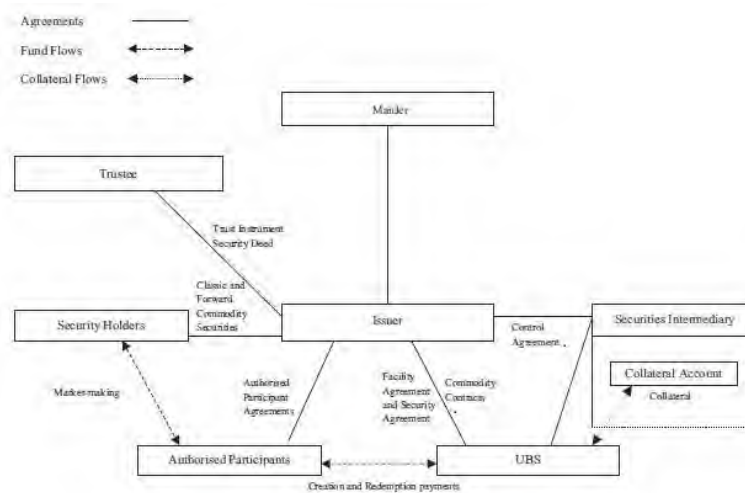 Agreements
Fund Flows
Collateral Flows
Manler
Trustee
Trust Instrument
Security Deed
Classic and
Forward
Commodity
Securities
Security Holders
Issuer
Control
Agreement
Securities Intermediary
Collateral Account
Collateral
Market-making
Authorised
Participant
Agreements
Facility
Agreement
and Security
Agreement
Commodity
Contracts
Authorised Participants
UBS
Creation and Redemption payments